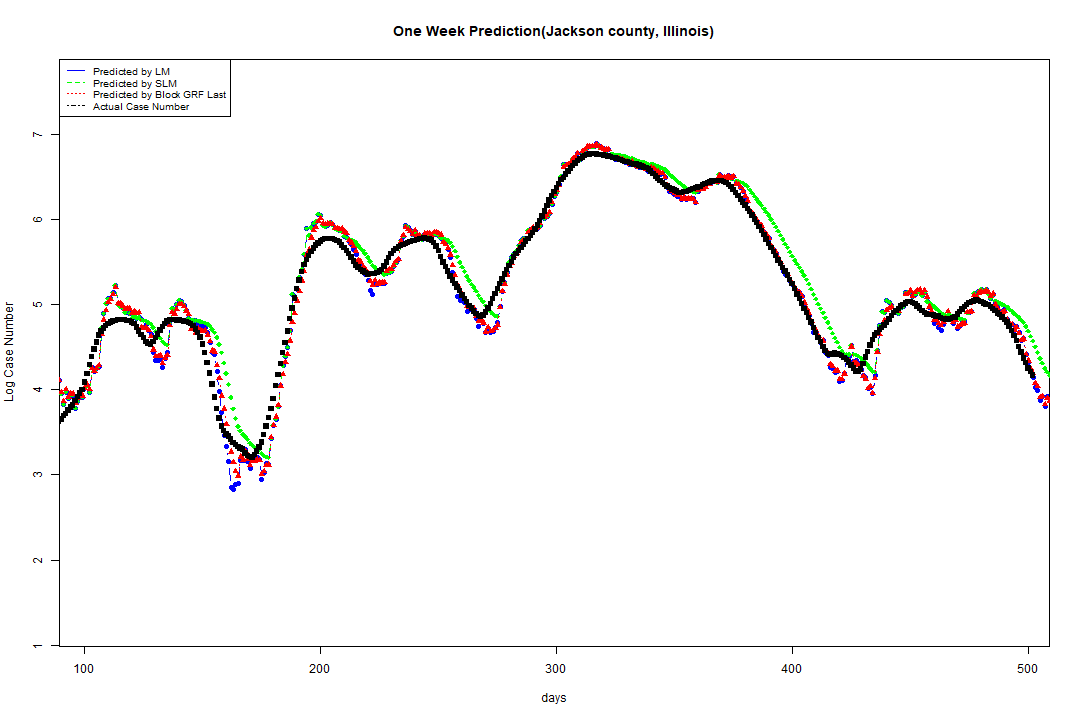 One Week Prediction(Jackson county, Illinois)
Predicted by LM
Predicted by SLM
Predicted by Block GRF Last
Actual Case Number
7
6
5
4
3
2
1
Log Case Number
100 200 300 400 500
days